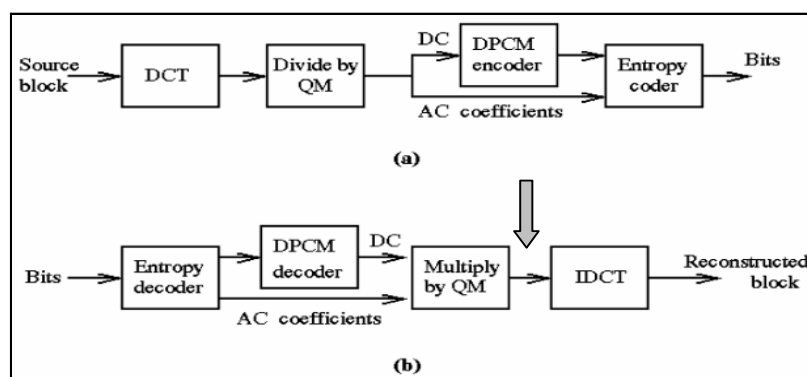 Source
block
DCT
Divide by
QM
DC
DPCM
encoder
AC coefficients
Entropy
coder
Bits
(a)
Bits
Entropy
decoder
DPCM
decoder
DC
AC coefficients
Multiply
by QM
IDCT
Reconstructed
block
(b)